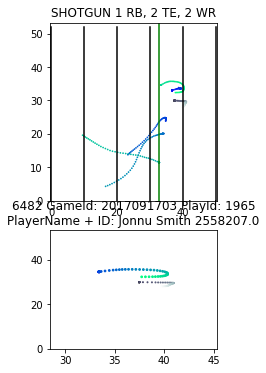 SHOTGUN 1 RB, 2 TE, 2 WR
50
40
30
20
10
0
0 20 40
6482 GameId: 2017091703 PlayId: 1965
PlayerName + ID: Jonnu Smith 2558207.0
40
20
0
30 35 40 45